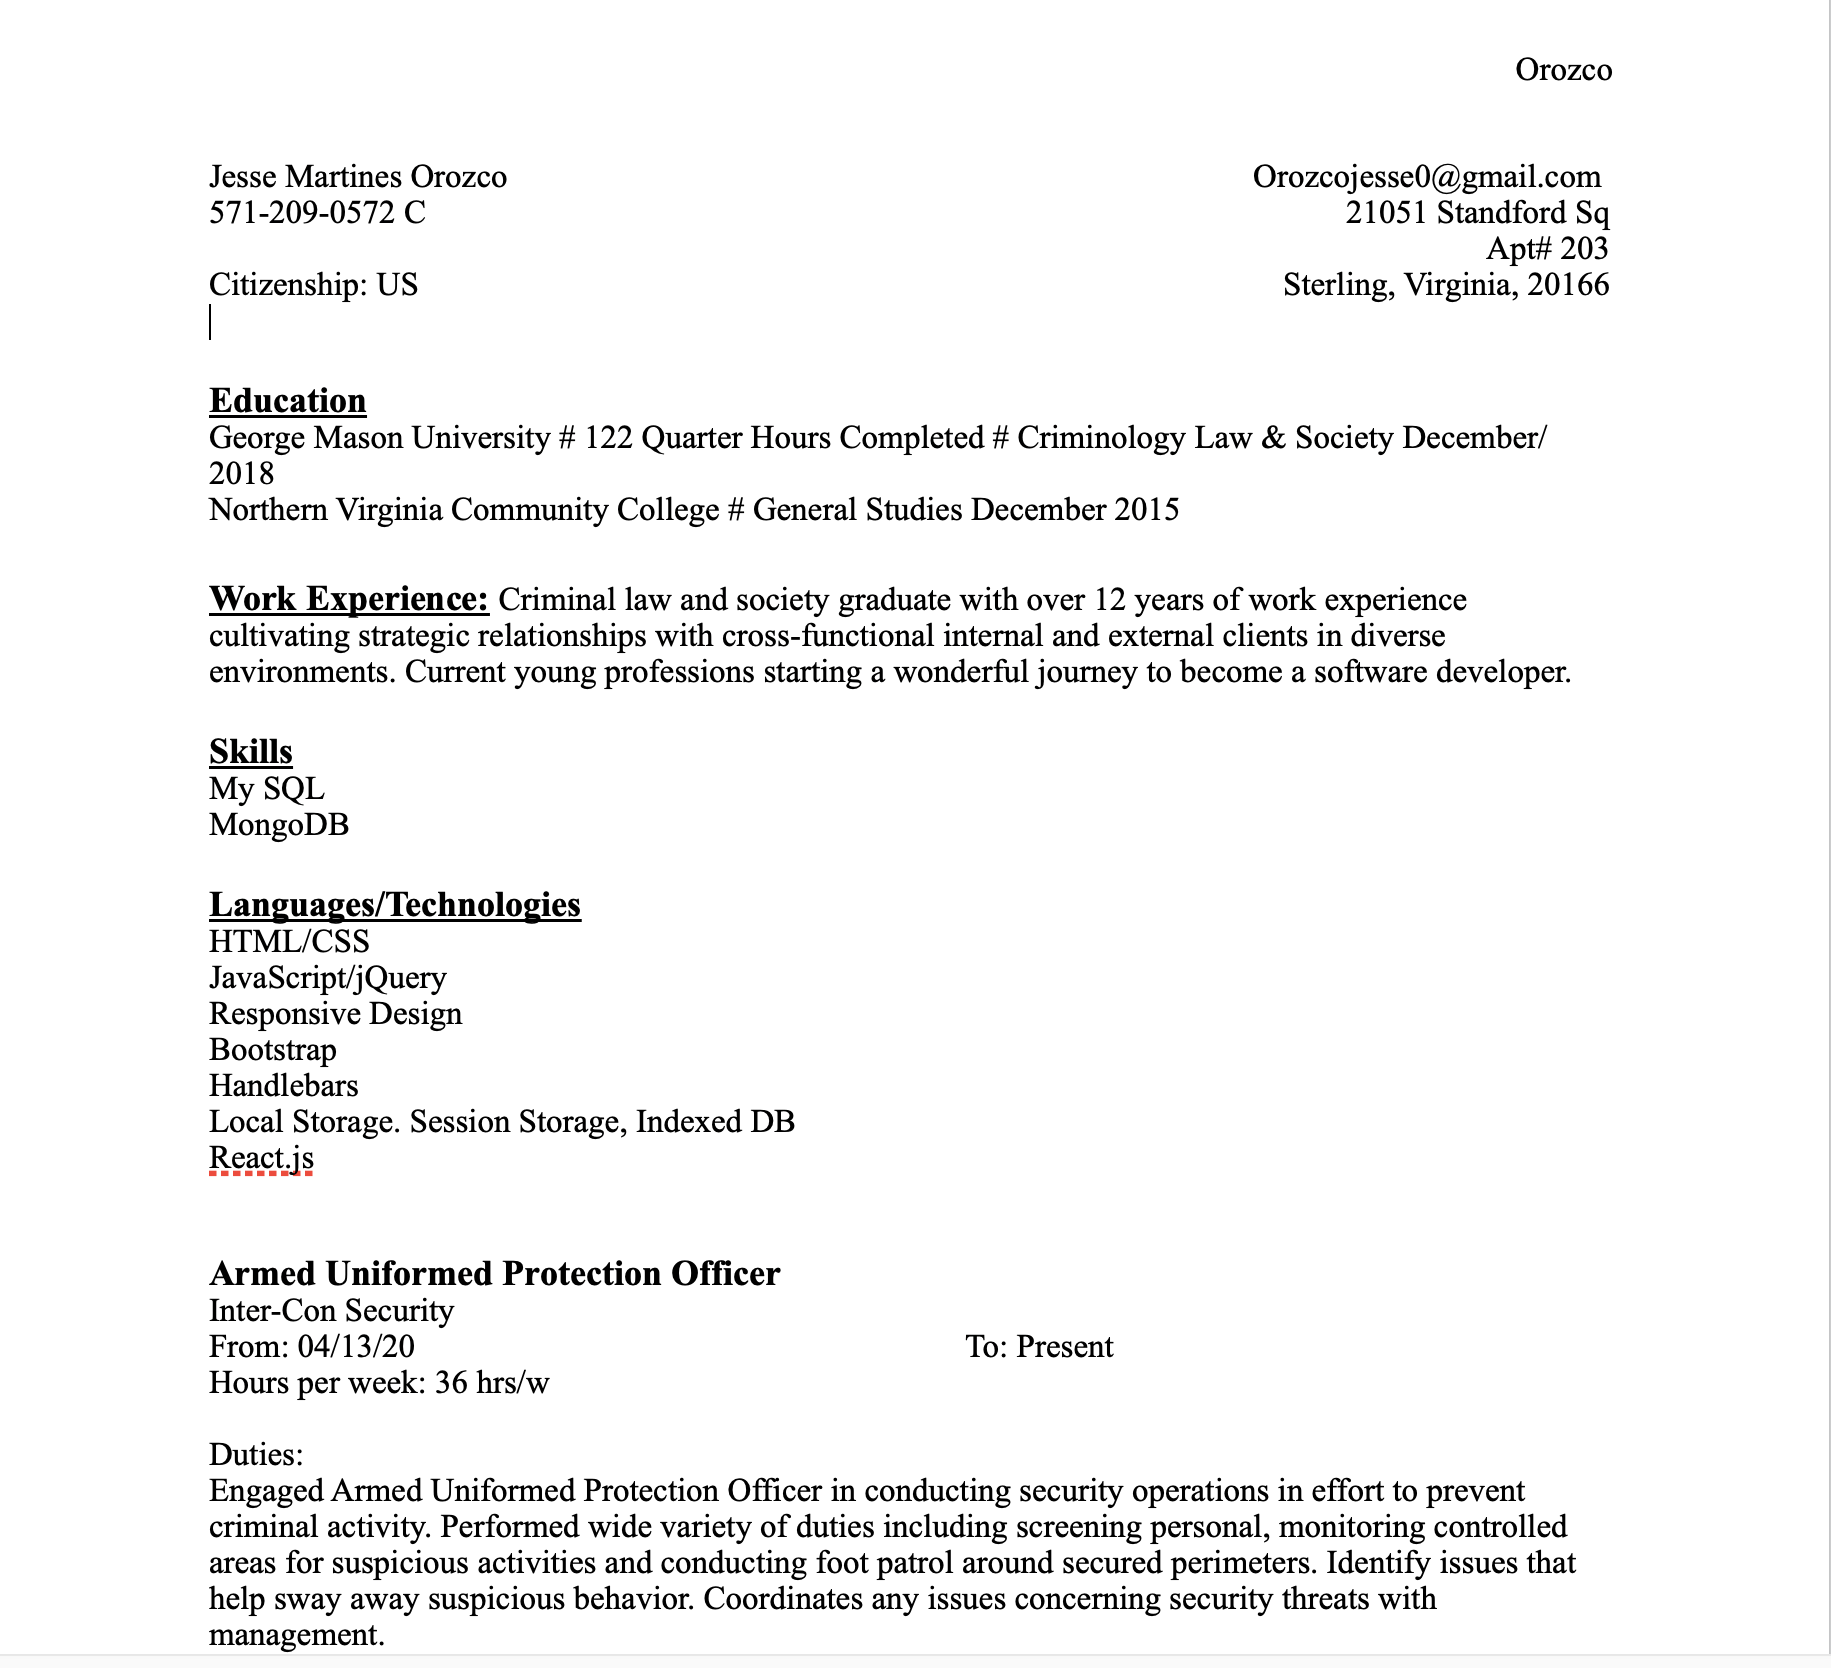 Orozco
Jesse Martines Orozco Orozcojesse0@gmail.com
571-209-0572 C 21051 Standford Sq
Apt# 203
Citizenship: US Sterling, Virginia, 20166
Education
George Mason University # 122 Quarter Hours Completed # Criminology Law & Society December/
2018
Northern Virginia Community College # General Studies December 2015
Work Experience: Criminal law and society graduate with over 12 years of work experience
cultivating strategic relationships with cross-functional internal and external clients in diverse
environments. Current young professions starting a wonderful journey to become a software developer.
Skills
My SQL
MongoDB
Languages/Technologies
HTML/CSS
JavaScript/jQuery
Responsive Design
Bootstrap
Handlebars
Local Storage. Session Storage, Indexed DB
React.js
Armed Uniformed Protection Officer
Inter-Con Security
From: 04/13/20 To: Present
Hours per week: 36 hrs/w
Duties:
Engaged Armed Uniformed Protection Officer in conducting security operations in effort to prevent
criminal activity. Performed wide variety of duties including screening personal, monitoring controlled
areas for suspicious activities and conducting foot patrol around secured perimeters. Identify issues that
help sway away suspicious behavior. Coordinates any issues concerning security threats with
management.